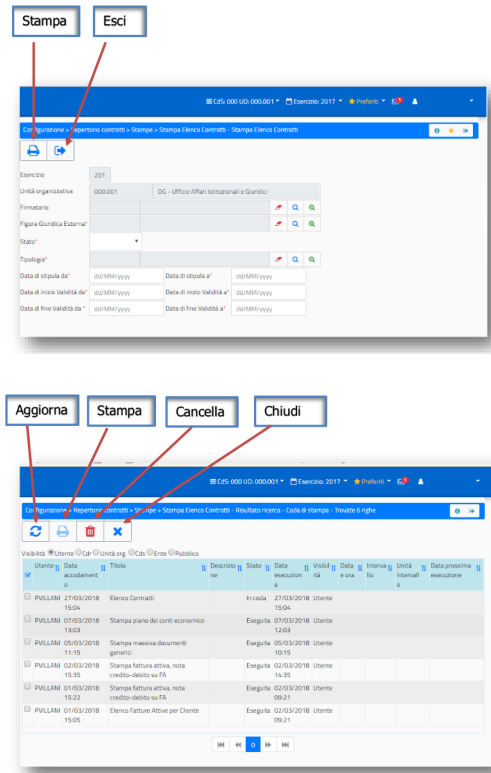 Stampa Esci
CdS: 000 UO: 000.001 Esercizio: 2017 Preferiti
Configurazione > Repertorio contratti > Stampe > Stampa Elenco Contratti - Stampa Elenco Contratti
Esercizio 201
Unità organizzativa 000.001 DG - Ufficio Affari Istituzionali e Giuridici
Firmatario
Figura Giuridica Esterna*
Stato*
Tipologia*
Data di stipula da* dd/MM/yyyy Data di stipula a* dd/MM/yyyy
Data di inizio Validità da* dd/MM/yyyy Data di inizio Validità a* dd/MM/yyyy
Data di fine Validità da * dd/MM/yyyy Data di fine Validità a* dd/MM/yyyy
Aggiorna Stampa Cancella Chiudi
CdS: 000 UO: 000.001 Esercizio: 2017 Preferiti
Configurazione > Repertorio contratti > Stampe > Stampa Elenco Contratti - Risultato ricerca - Coda di stampa - Trovate 6 righe
Visibilità Utente Cdr Unità org. Cds Ente Pubblico
Utente Data Titolo Descrizio Stato Data Visibil Data Interva Unità Data prossima
accodament ne esecuzion ità e ora llo intervall esecuzione
o o o
PVILLANI 27/03/2018 Elenco Contratti In coda 27/03/2018 Utente
15:04 15:04
PVILLANI 07/03/2018 Stampa piano dei conti economico Eseguita 07/03/2018 Utente
13:03 12:03
PVILLANI 05/03/2018 Stampa massiva documenti Eseguita 05/03/2018 Utente
11:15 generici 10:15
PVILLANI 02/03/2018 Stampa fattura attiva, nota Eseguita 02/03/2018 Utente
15:35 credito-debito su FA 14:35
PVILLANI 01/03/2018 Stampa fattura attiva, nota Eseguita 02/03/2018 Utente
15:22 credito-debito su FA 09:21
PVILLANI 01/03/2018 Elenco Fatture Attive per Cliente Eseguita 02/03/2018 Utente
15:05 09:21
0